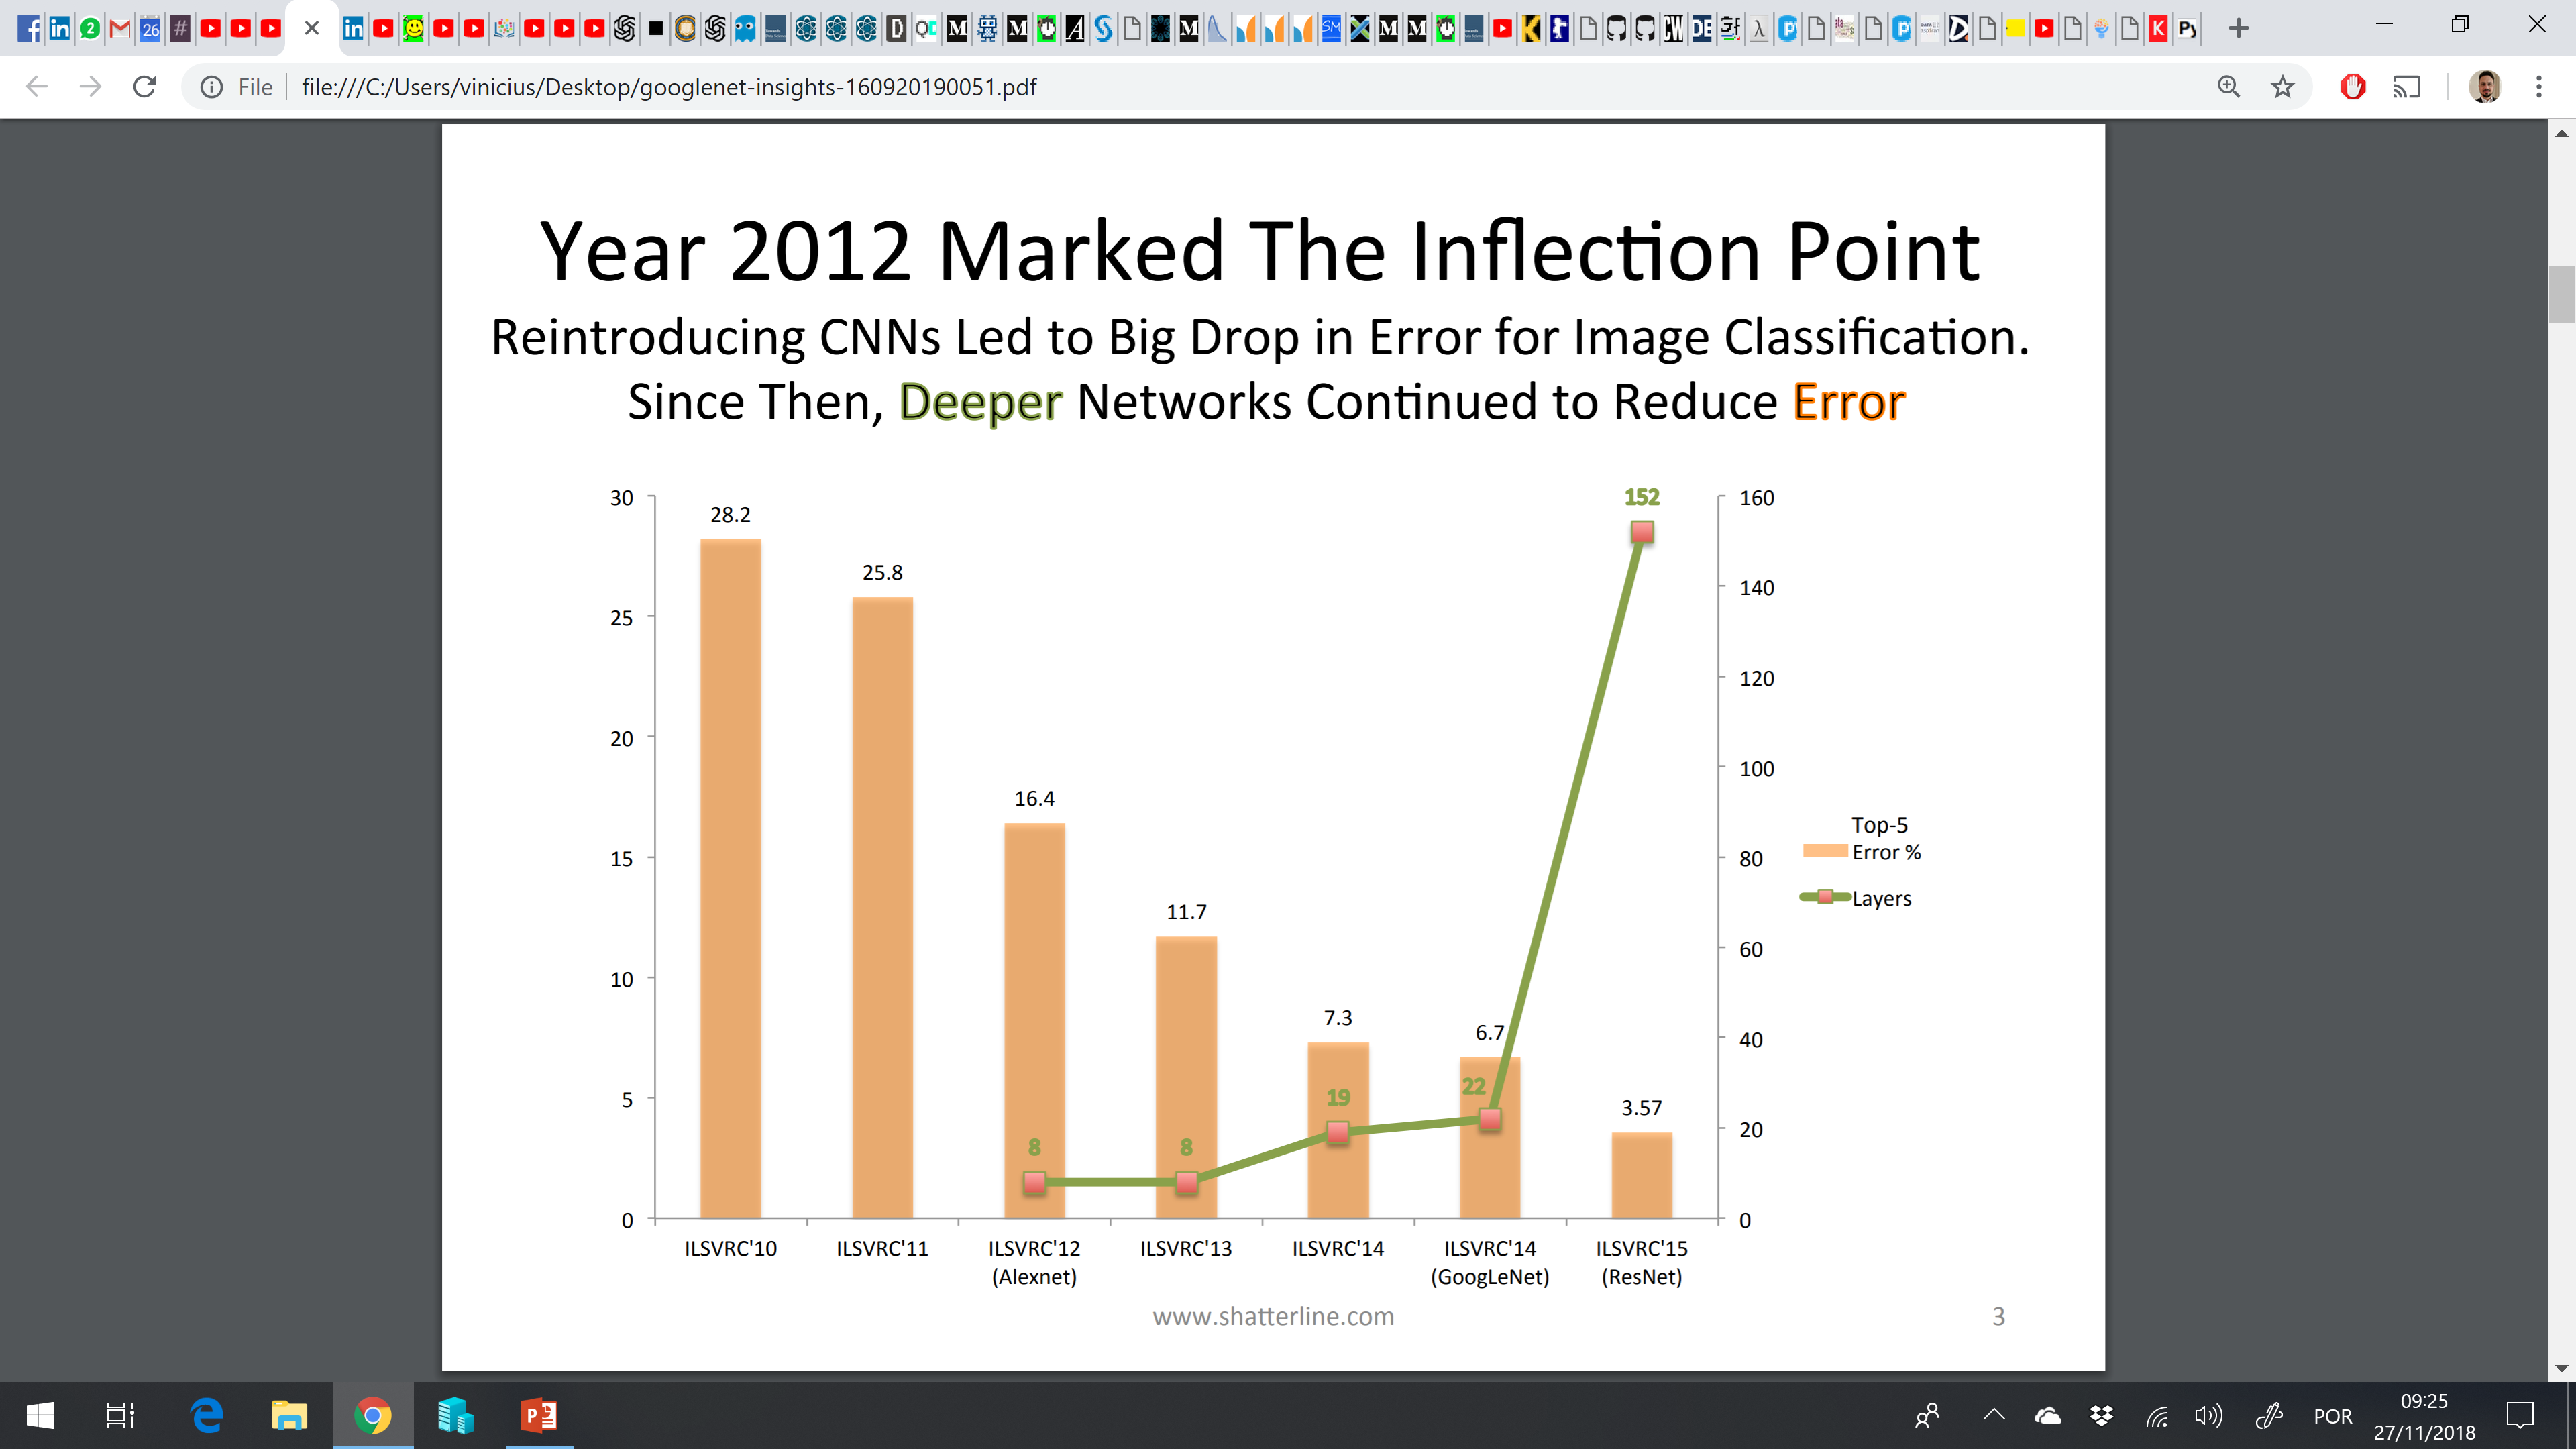 File
file:///C:/Users/vinicius/Desktop/googlenet-insights-160920190051.pdf
Year 2012 Marked The Inflection Point
Reintroducing CNNs Led to Big Drop in Error for Image Classification.
Since Then, Deeper Networks Continued to Reduce Error
30
25
20
15
10
5
0
28.2
25.8
16.4
11.7
7.3
6.7
3.57
8
8
19
22
152
160
140
120
100
80
60
40
20
0
Top-5
Error %
Layers
ILSVRC'10
ILSVRC'11
ILSVRC'12
(Alexnet)
ILSVRC'13
ILSVRC'14
ILSVRC'14
(GoogLeNet)
ILSVRC'15
(ResNet)
www.shatterline.com
3
POR
09:25
27/11/2018